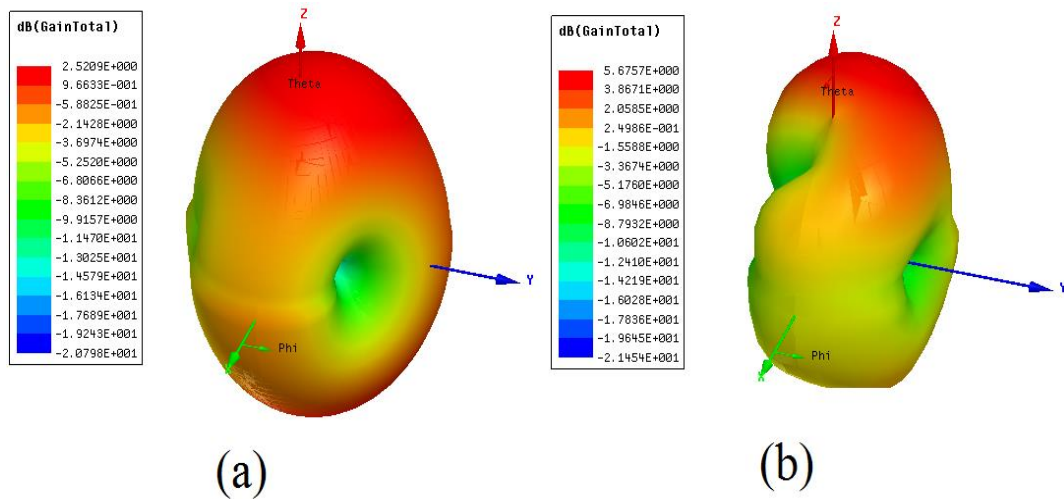 dB(GainTotal)
2.5209E+000
9.6633E-001
-5.8825E-001
-2.1428E+000
-3.6974E+000
-5.2520E+000
-6.8066E+000
-8.3612E+000
-9.9157E+000
-1.1470E+001
-1.3025E+001
-1.4579E+001
-1.6134E+001
-1.7689E+001
-1.9243E+001
-2.0798E+001
Z
Theta
Y
Phi
X
(a)
dB(GainTotal)
5.6757E+000
3.8671E+000
2.0585E+000
2.4986E-001
-1.5588E+000
-3.3674E+000
-5.1760E+000
-6.9846E+000
-8.7932E+000
-1.0602E+001
-1.2410E+001
-1.4219E+001
-1.6028E+001
-1.7836E+001
-1.9645E+001
-2.1454E+001
Z
Theta
Y
Phi
X
(b)